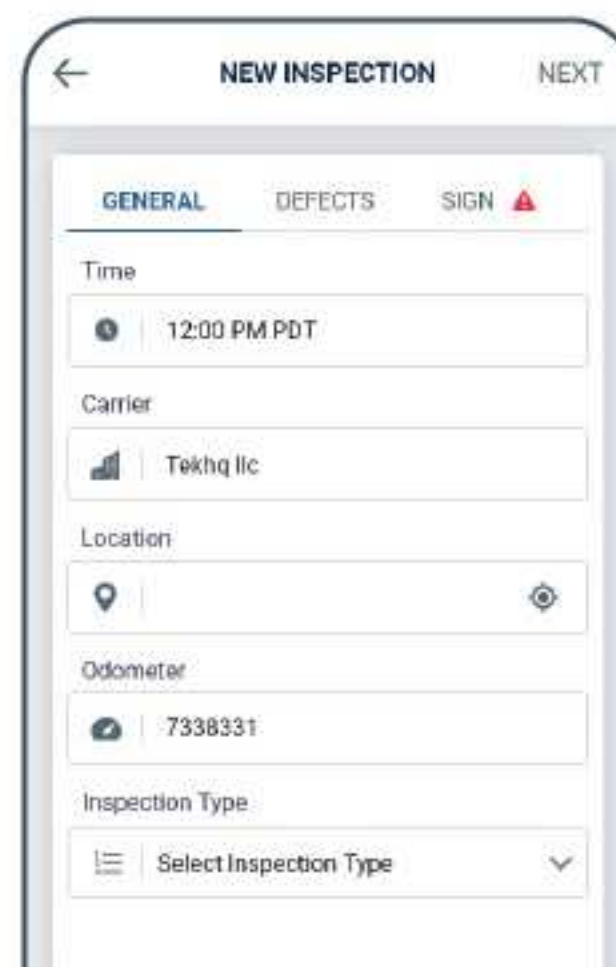 NEW INSPECTION NEXT
GENERAL DEFECTS SIGN
Time
12:00 PM PDT
Carrier
Tekhq llc
Location
Odometer
7338331
Inspection Type
Select Inspection Type